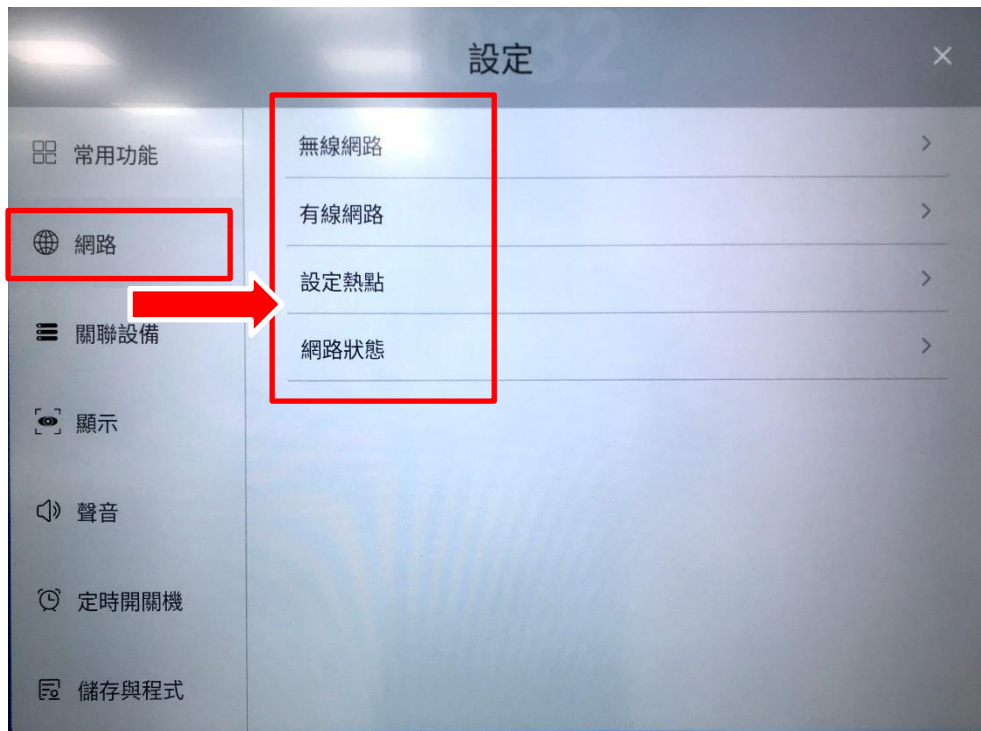 設定
常用功能
網路
關聯設備
顯示
聲音
定時開關機
儲存與程式
無線網路
有線網路
設定熱點
網路狀態